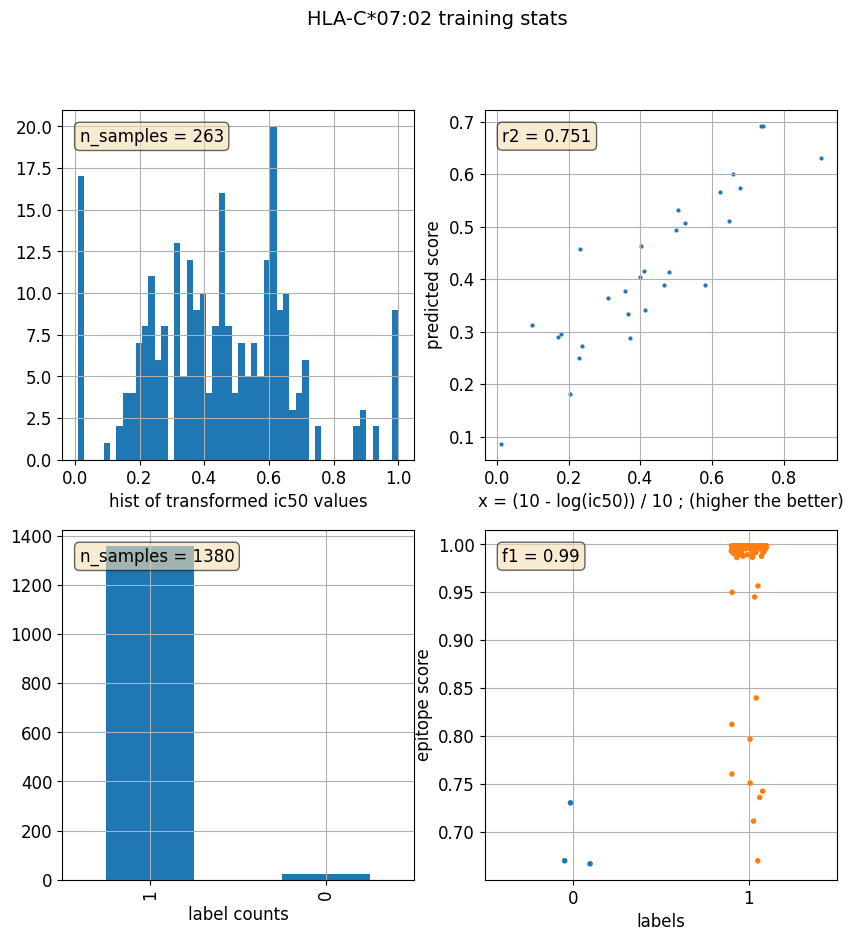 HLA-C*07:02 training stats
n_samples = 263
20.0
17.5
15.0
12.5
10.0
7.5
5.0
2.5
0.0
0.0 0.2 0.4 0.6 0.8 1.0
hist of transformed ic50 values
r2 = 0.751
predicted score
0.7
0.6
0.5
0.4
0.3
0.2
0.1
0.0 0.2 0.4 0.6 0.8
x = (10 - log(ic50)) / 10 ; (higher the better)
n_samples = 1380
1400
1200
1000
800
600
400
200
0
1 0
label counts
f1 = 0.99
epitope score
1.00
0.95
0.90
0.85
0.80
0.75
0.70
0 1
labels